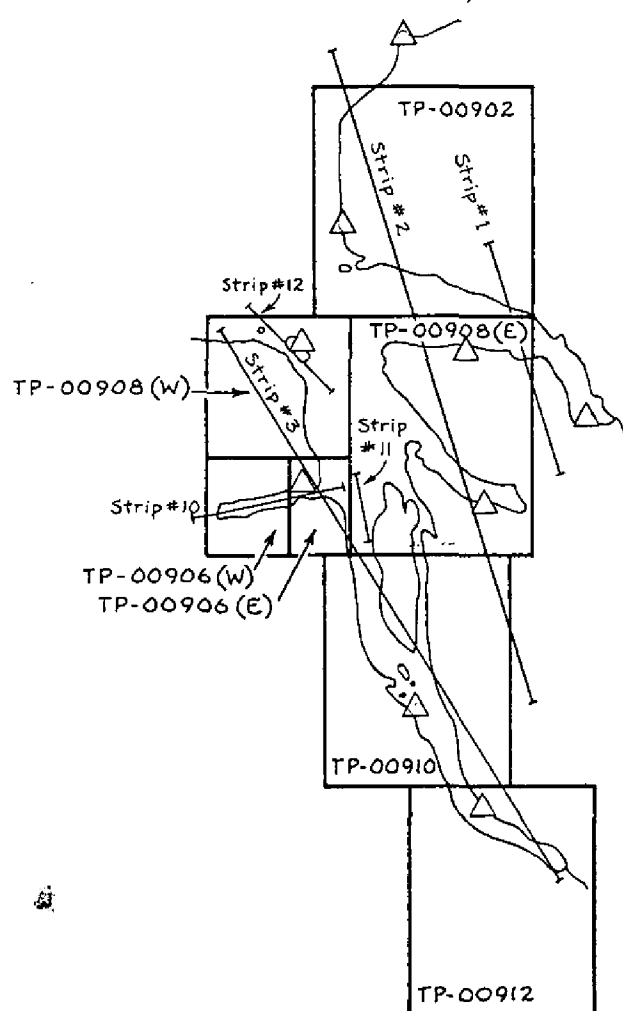 TP-00902
Strip #2
Strip #1
Strip #12
TP-00908 (E)
TP-00908 (W)
Strip #3
Strip #11
Strip #10
TP-00906 (W)
TP-00906 (E)
TP-00910
TP-00912